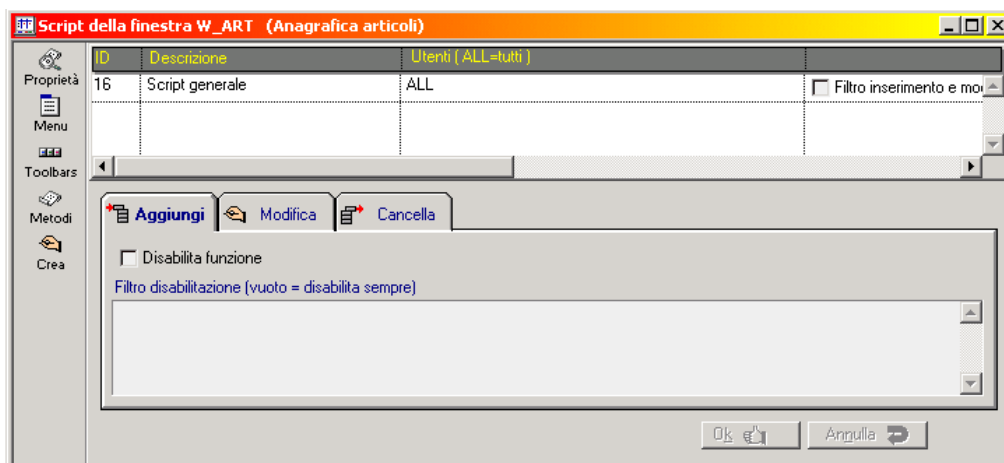 Script della finestra W_ART (Anagrafica articoli)
Proprietà
Menu
Toolbars
Metodi
Crea
ID Descrizione Utenti ( ALL=tutti )
16 Script generale ALL Filtro inserimento e mo
Aggiungi Modifica Cancella
Disabilita funzione
Filtro disabilitazione (vuoto = disabilita sempre)
Ok Annulla